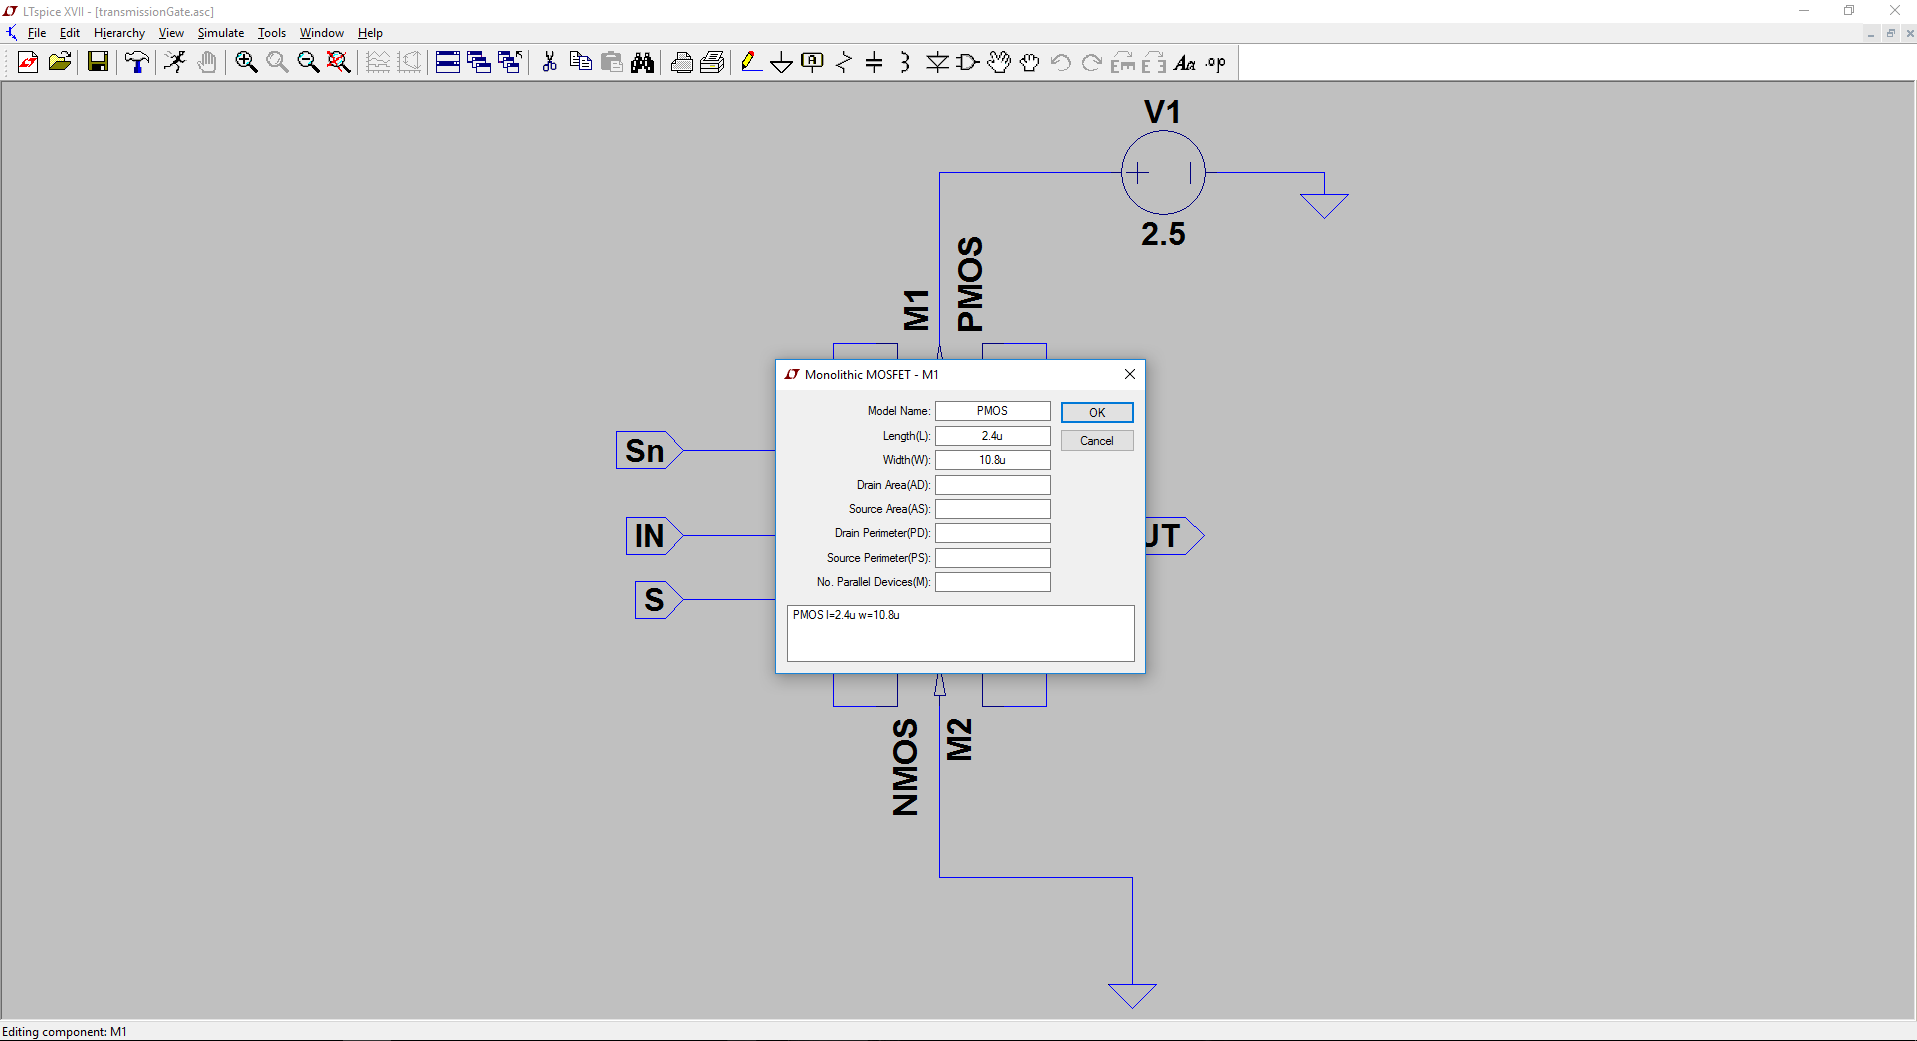 LTspice XVII - [transmissionGate.asc]
File Edit Hierarchy View Simulate Tools Window Help
Aa .op
V1
2.5
M1
PMOS
Monolithic MOSFET - M1
Model Name: PMOS OK
Length(L): 2.4u Cancel
Width(W): 10.8u
Drain Area(AD):
Source Area(AS):
Drain Perimeter(PD):
Source Perimeter(PS):
No. Parallel Devices(M):
PMOS l=2.4u w=10.8u
Sn
IN
S
UT
NMOS
M2
Editing component: M1